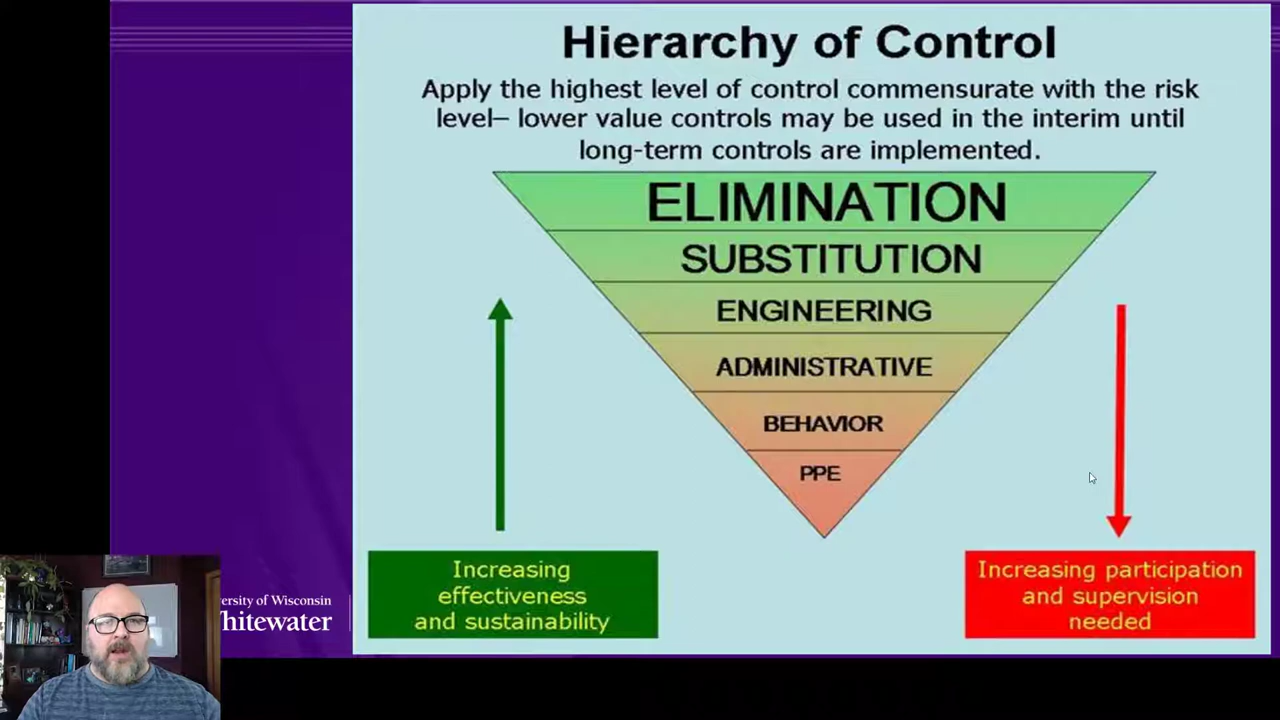 Hierarchy of Control
Apply the highest level of control commensurate with the risk
level– lower value controls may be used in the interim until
long-term controls are implemented.
ELIMINATION
SUBSTITUTION
ENGINEERING
ADMINISTRATIVE
BEHAVIOR
PPE
Increasing
effectiveness
and sustainability
Increasing participation
and supervision
needed
of Wisconsin